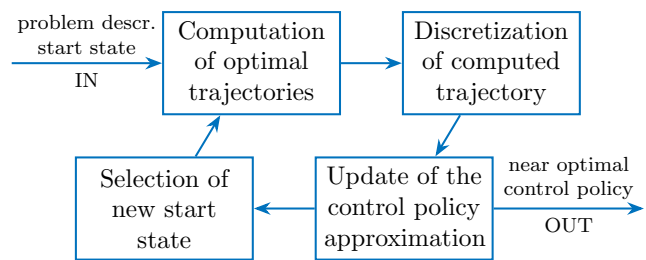 problem descr.
start state
IN
Computation
of optimal
trajectories
Discretization
of computed
trajectory
Selection of
new start
state
Update of the
control policy
approximation
near optimal
control policy
OUT